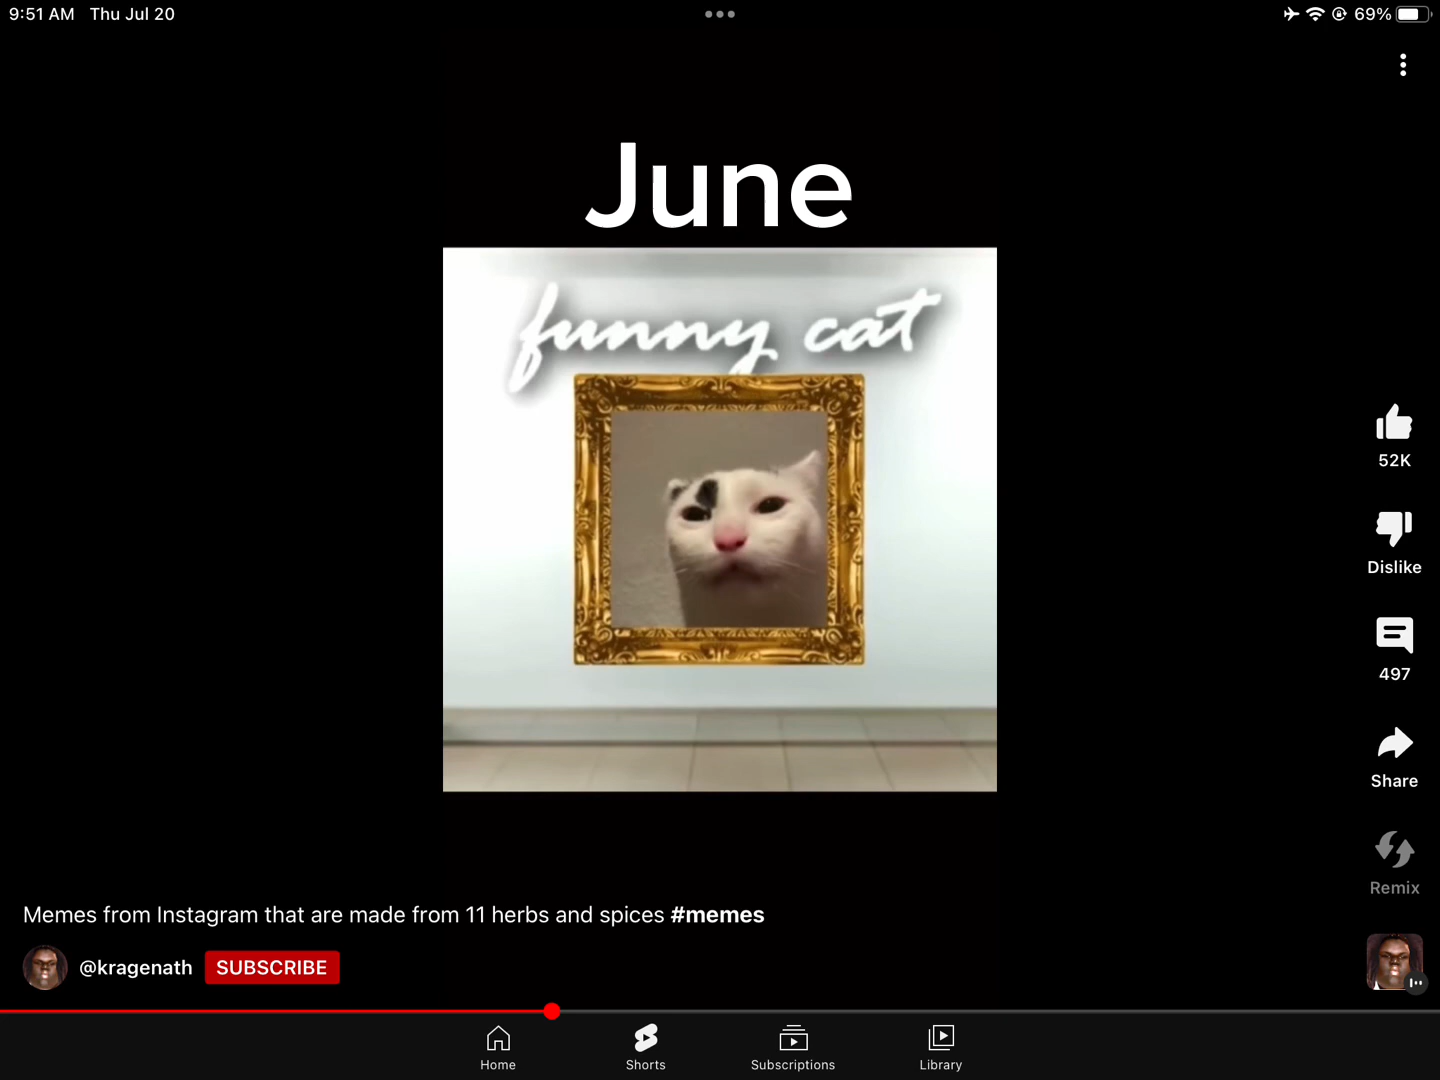 9:51 AM Thu Jul 20
69%
June
funny cat
52K
Dislike
497
Share
Remix
Memes from Instagram that are made from 11 herbs and spices #memes
@kragenath SUBSCRIBE
Home Shorts Subscriptions Library